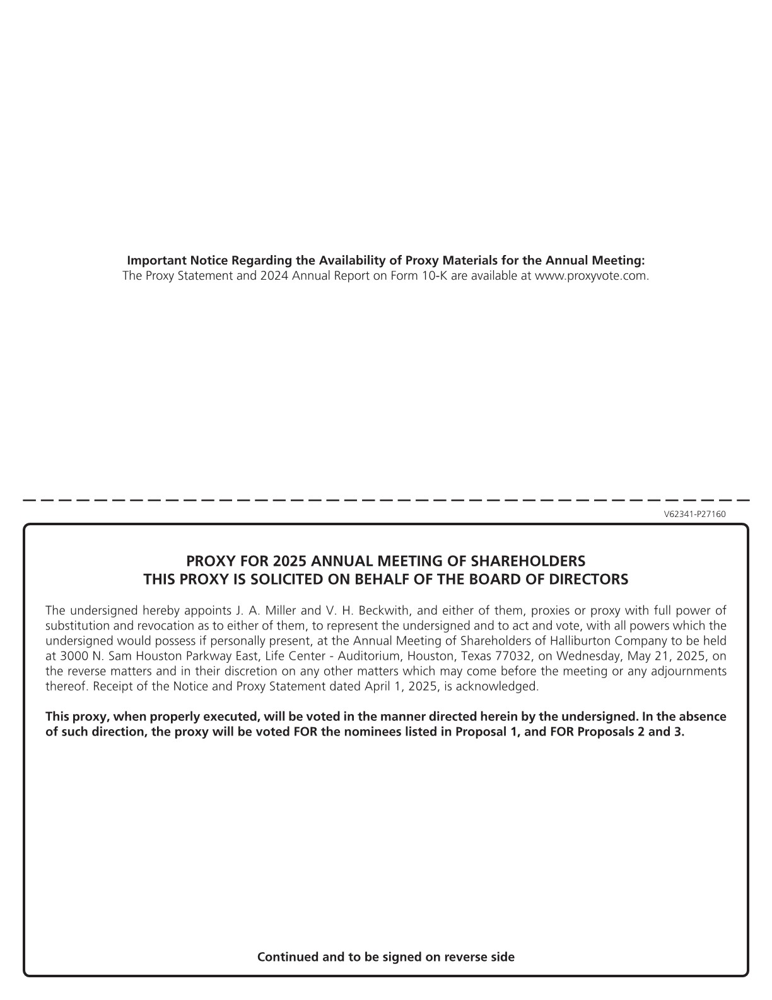 Important Notice Regarding the Availability of Proxy Materials for the Annual Meeting:
The Proxy Statement and 2024 Annual Report on Form 10-K are available at www.proxyvote.com.
V62341-P27160
PROXY FOR 2025 ANNUAL MEETING OF SHAREHOLDERS
THIS PROXY IS SOLICITED ON BEHALF OF THE BOARD OF DIRECTORS
The undersigned hereby appoints J. A. Miller and V. H. Beckwith, and either of them, proxies or proxy with full power of
substitution and revocation as to either of them, to represent the undersigned and to act and vote, with all powers which the
undersigned would possess if personally present, at the Annual Meeting of Shareholders of Halliburton Company to be held
at 3000 N. Sam Houston Parkway East, Life Center - Auditorium, Houston, Texas 77032, on Wednesday, May 21, 2025, on
the reverse matters and in their discretion on any other matters which may come before the meeting or any adjournments
thereof. Receipt of the Notice and Proxy Statement dated April 1, 2025, is acknowledged.
This proxy, when properly executed, will be voted in the manner directed herein by the undersigned. In the absence
of such direction, the proxy will be voted FOR the nominees listed in Proposal 1, and FOR Proposals 2 and 3.
Continued and to be signed on reverse side